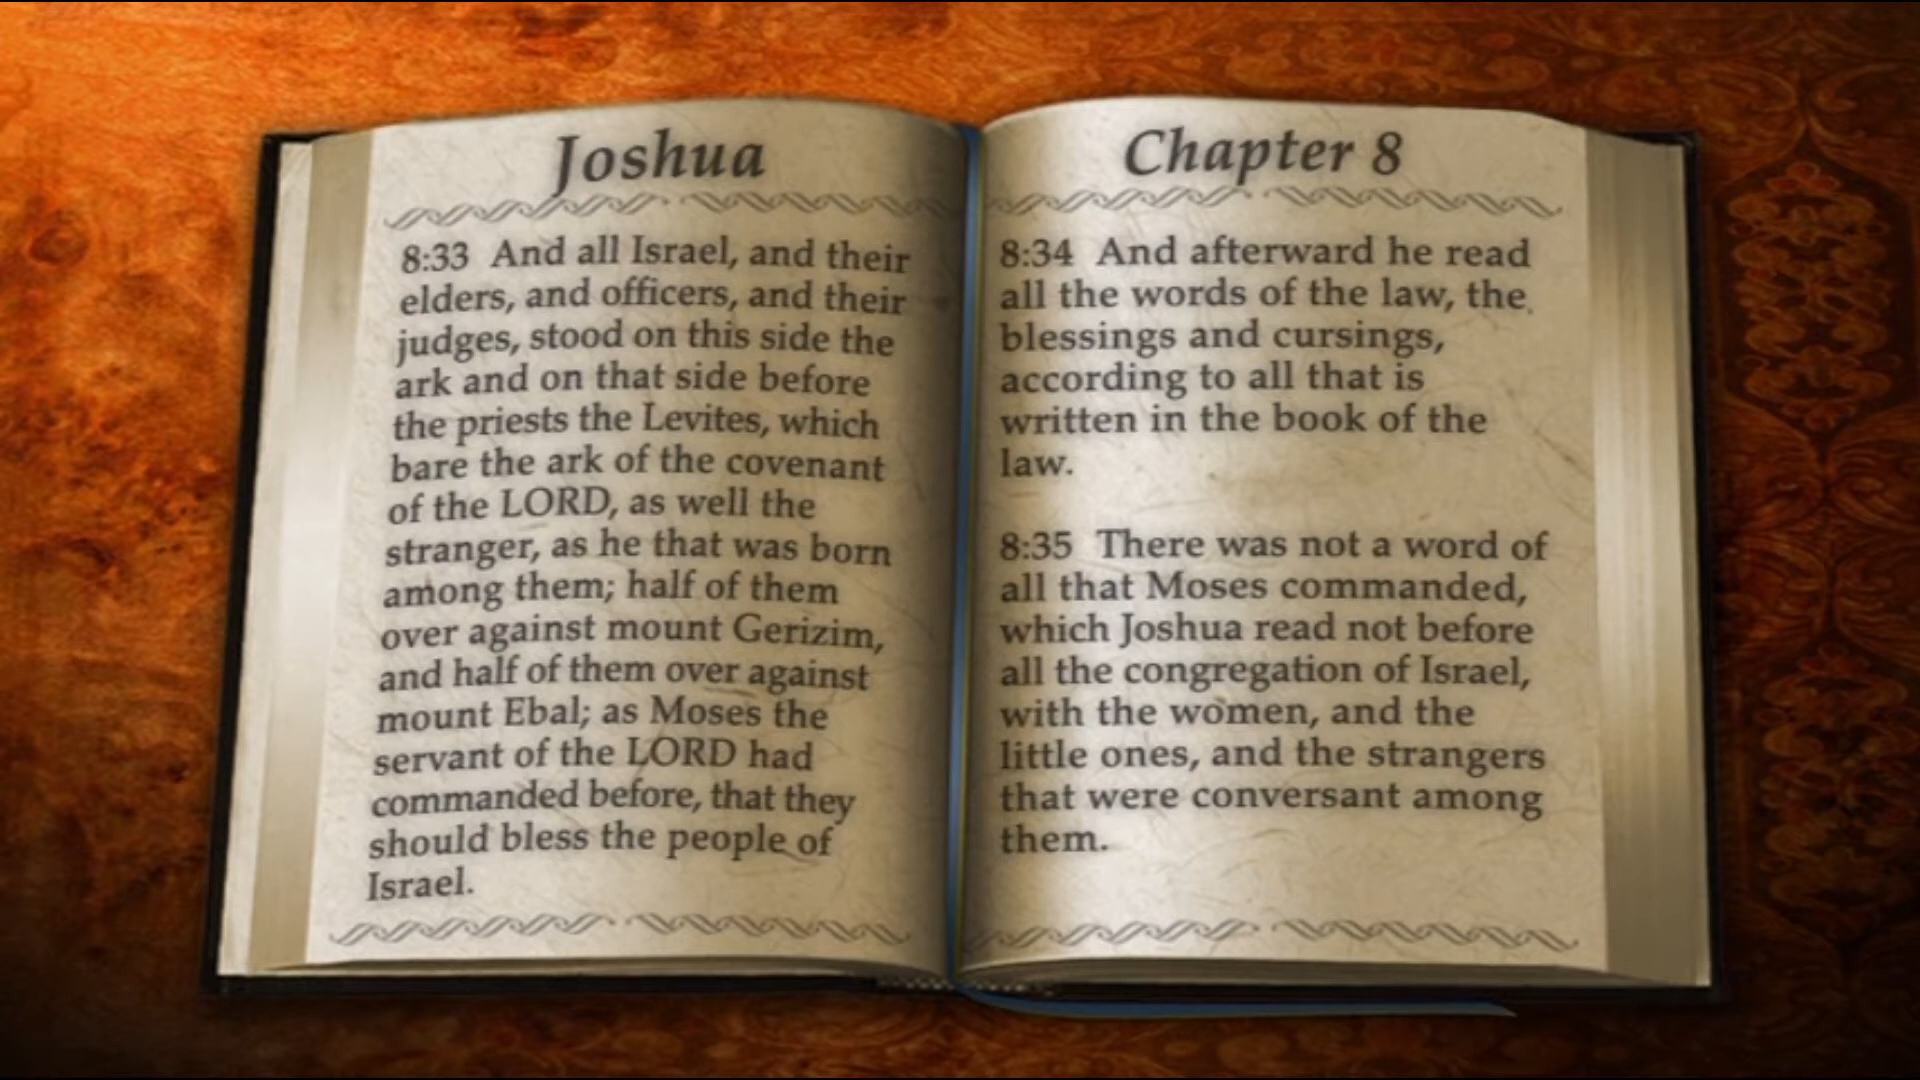 Joshua
8:33 And all Israel, and their
elders, and officers, and their
judges, stood on this side the
ark and on that side before
the priests the Levites, which
bare the ark of the covenant
of the LORD, as well the
stranger, as he that was born
among them; half of them
over against mount Gerizim,
and half of them over against
mount Ebal; as Moses the
servant of the LORD had
commanded before, that they
should bless the people of
Israel.
Chapter 8
8:34 And afterward he read
all the words of the law, the
blessings and cursings,
according to all that is
written in the book of the
law.
8:35 There was not a word of
all that Moses commanded,
which Joshua read not before
all the congregation of Israel,
with the women, and the
little ones, and the strangers
that were conversant among
them.